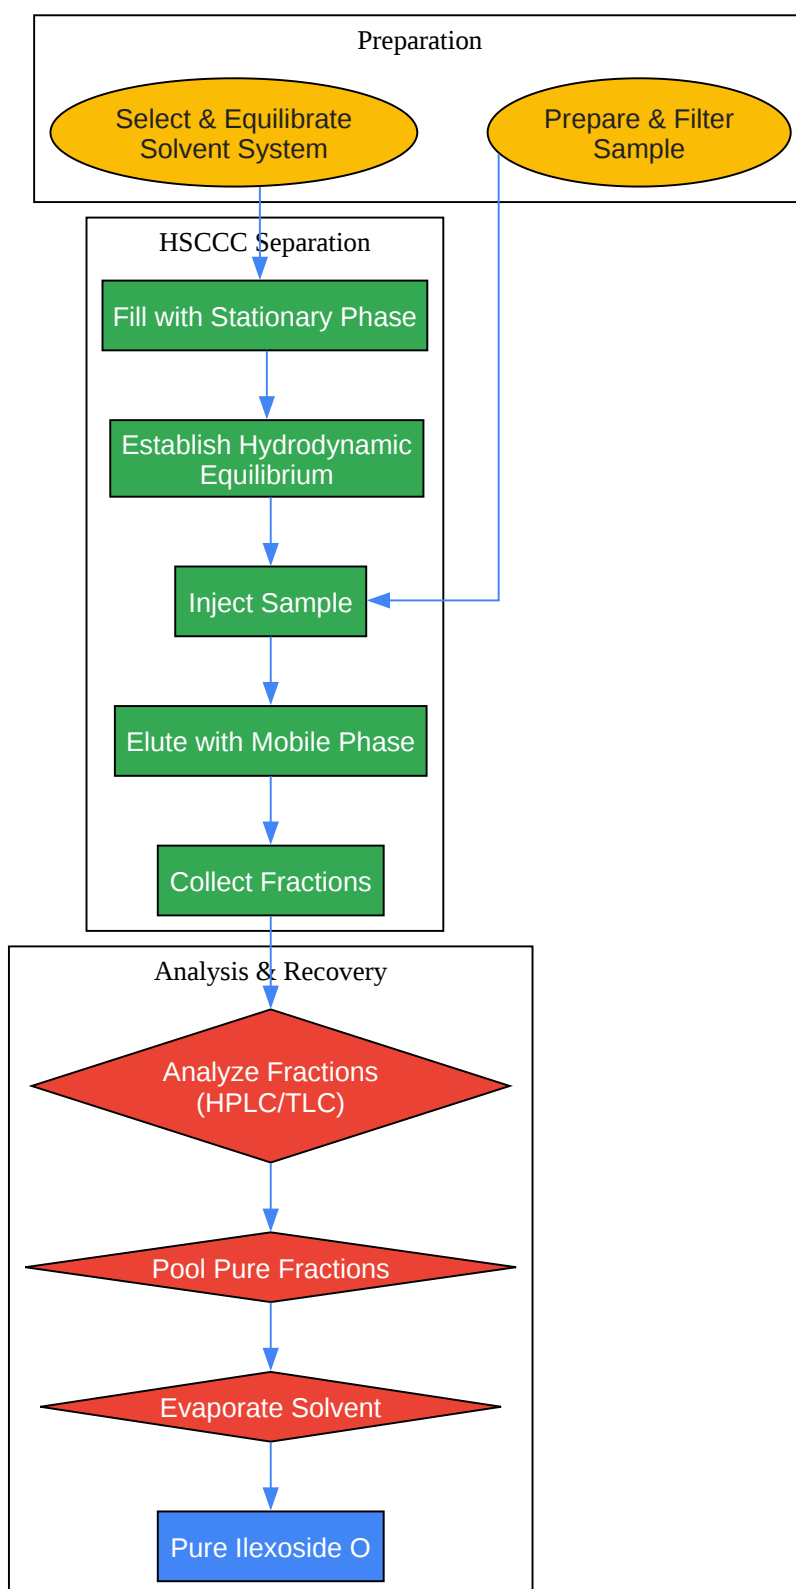 Preparation
Select & Equilibrate
Solvent System
Prepare & Filter
Sample
HSCCC Separation
Fill with Stationary Phase
Establish Hydrodynamic
Equilibrium
Inject Sample
Elute with Mobile Phase
Collect Fractions
Analysis & Recovery
Analyze Fractions
(HPLC/TLC)
Pool Pure Fractions
Evaporate Solvent
Pure Ilexoside O